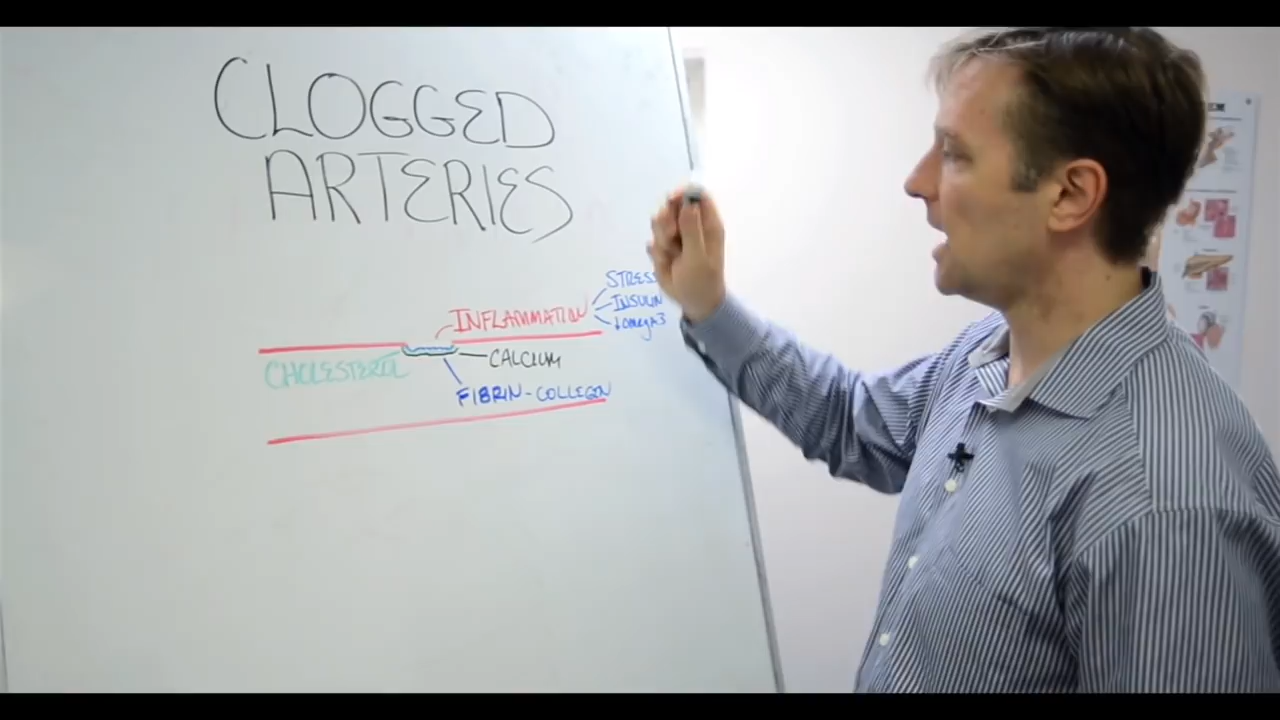 CLOGGED
ARTERIES
STRESS
INFLAMMATION
INSULIN
↓OMEGA3
CHOLESTEROL
CALCIUM
FIBRIN-COLLEGEN